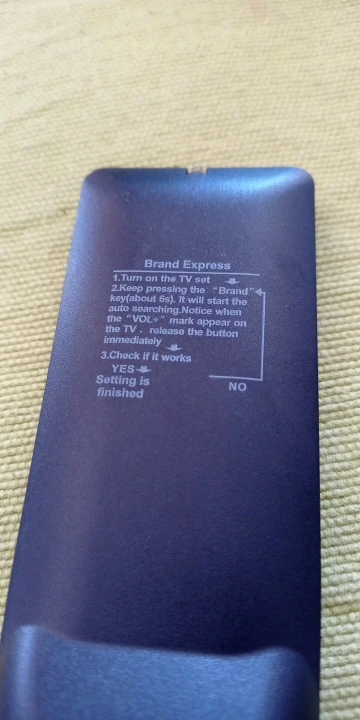 Brand Express
1.Turn on the TV set
2.Keep pressing the "Brand"
key(about 6s). It will start the
auto searching.Notice when
the "VOL+" mark appear on
the TV , release the button
immediately
3.Check if it works
YES
NO
Setting is
finished